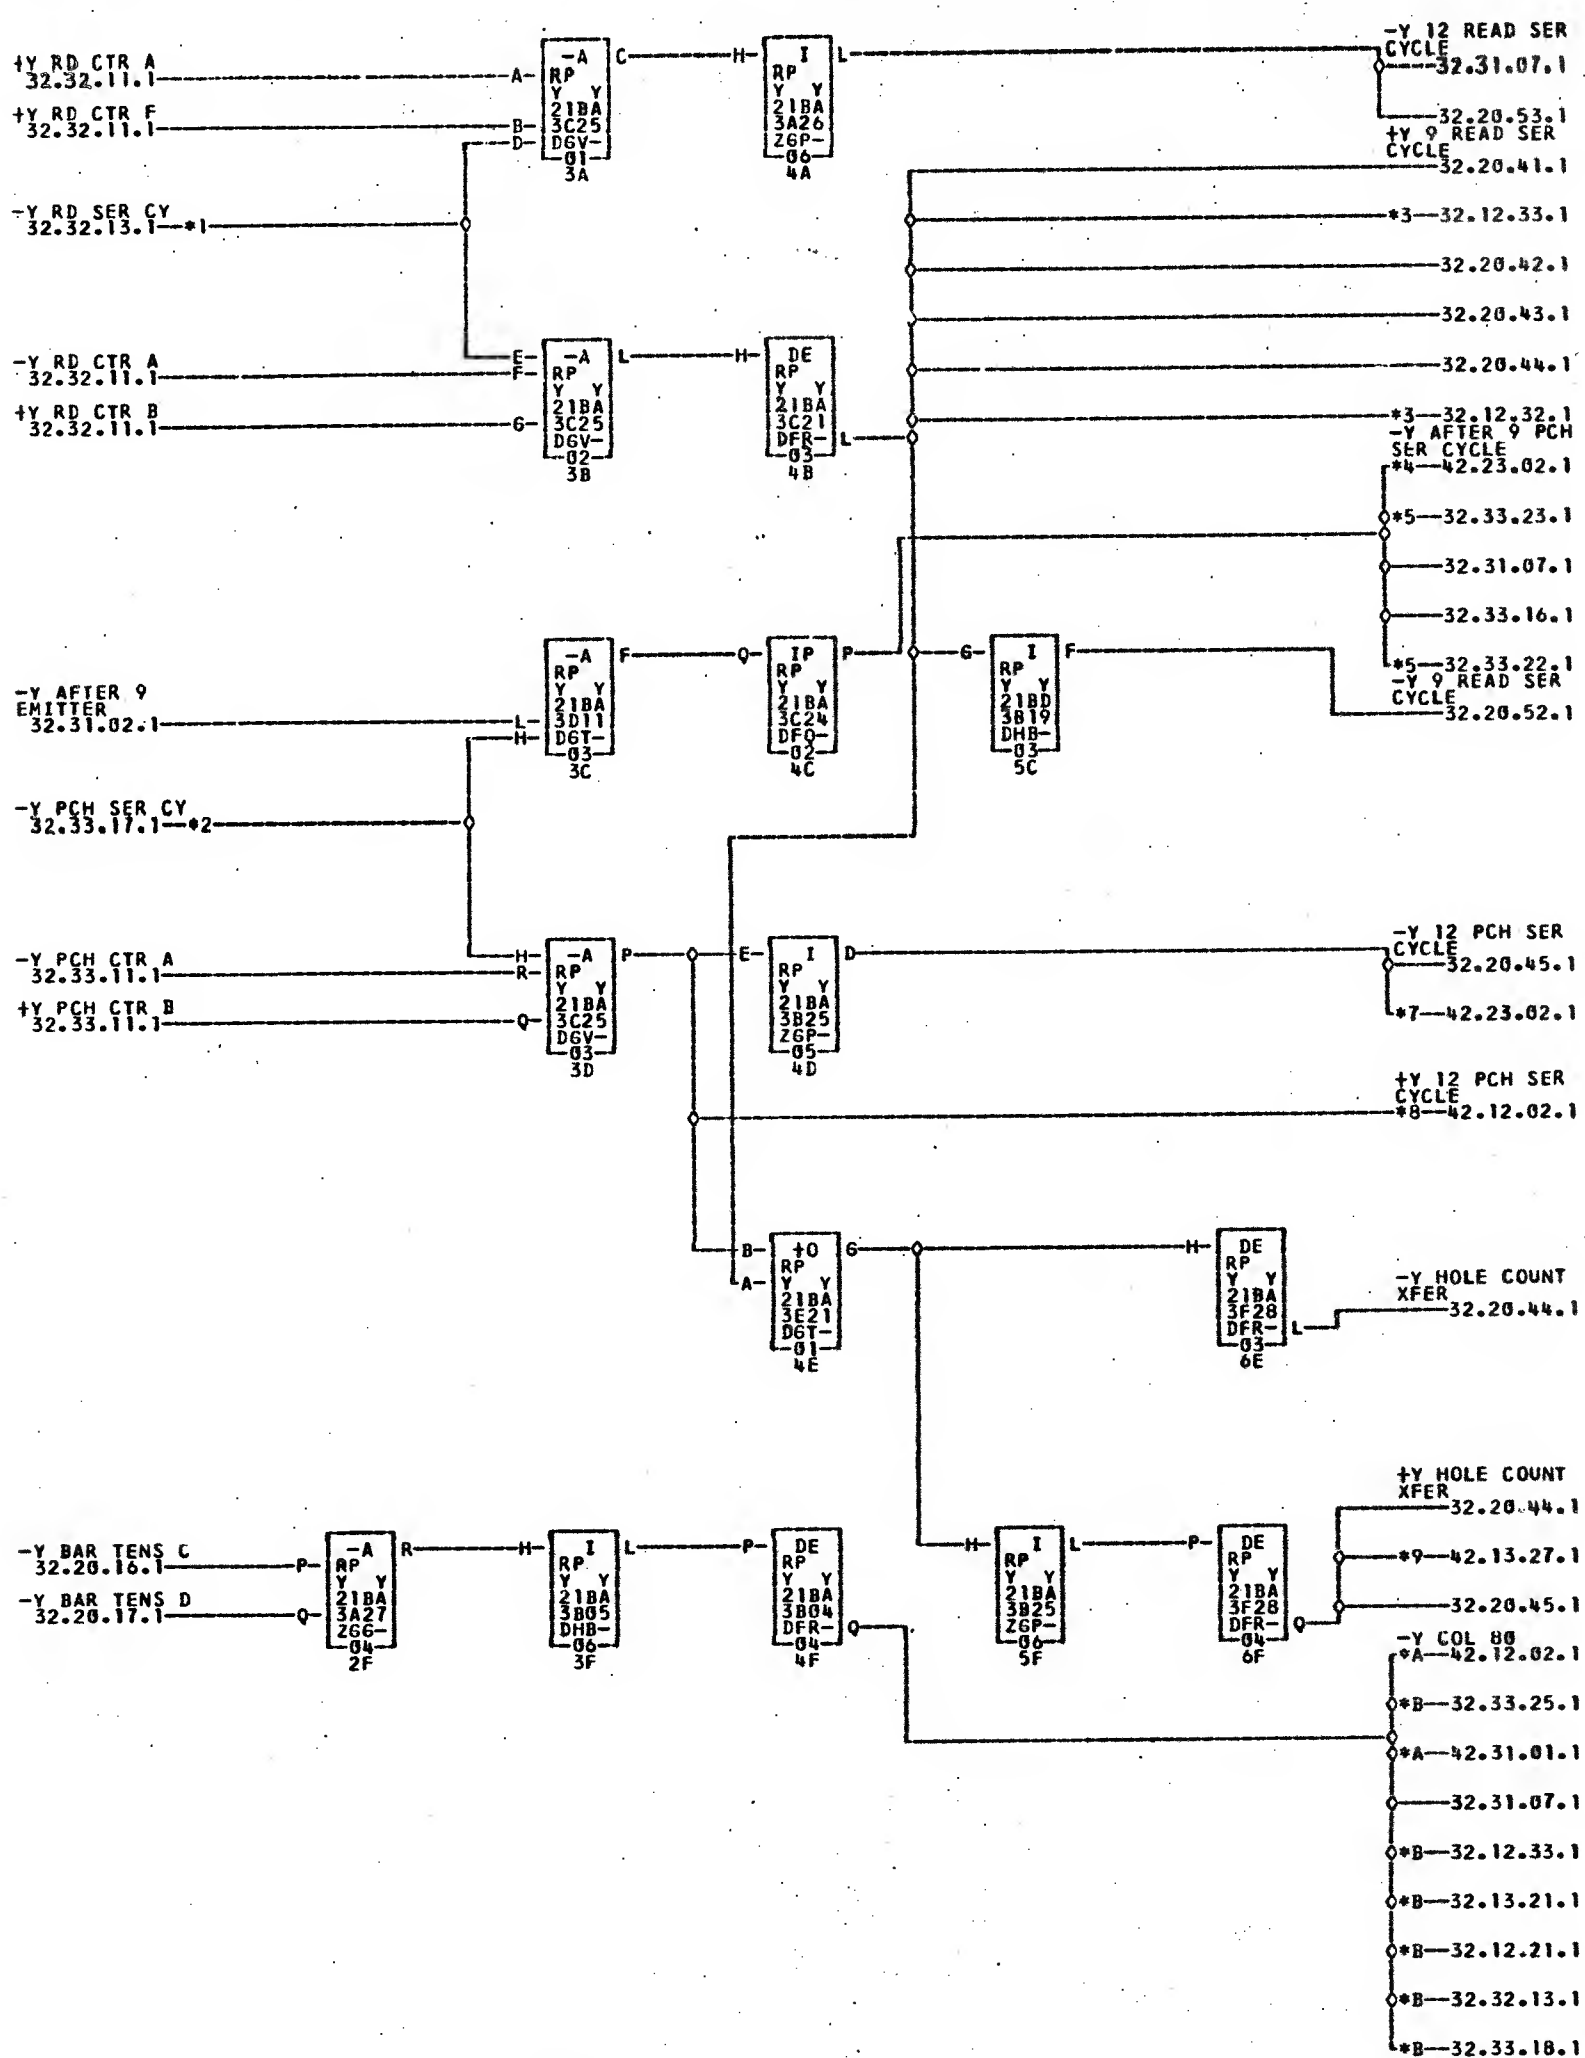 +Y RD CTR A
32.32.11.1
+Y RD CTR F
32.32.11.1
-Y RD SER CY
32.32.13.1—*1
-Y RD CTR A
32.32.11.1
+Y RD CTR B
32.32.11.1
-Y AFTER 9
EMITTER
32.31.02.1
-Y PCH SER CY
32.33.17.1—*2
-Y PCH CTR A
32.33.11.1
+Y PCH CTR B
32.33.11.1
-Y BAR TENS C
32.20.16.1
-Y BAR TENS D
32.20.17.1
A B D
-A
RP
Y Y
21BA
3C25
DGV-
01
3A
C
H
I
RP
Y Y
21BA
3A26
ZGP-
06
4A
L
E F G
-A
RP
Y Y
21BA
3C25
DGV-
02
3B
L
H
DE
RP
Y Y
21BA
3C21
DFR-
03
4B
L
L H
-A
RP
Y Y
21BA
3D11
DGT-
03
3C
F
Q
IP
RP
Y Y
21BA
3C24
DFQ-
02
4C
P
G
I
RP
Y Y
21BD
3B19
DHB-
03
5C
F
H R Q
-A
RP
Y Y
21BA
3C25
DGV-
03
3D
P
E
I
RP
Y Y
21BA
3B25
ZGP-
05
4D
D
B A
+O
RP
Y Y
21BA
3E21
DGT-
01
4E
G
H
DE
RP
Y Y
21BA
3F28
DFR-
03
6E
L
P Q
-A
RP
Y Y
21BA
3A27
ZGG-
04
2F
R
H
I
RP
Y Y
21BA
3B05
DHB-
06
3F
L
P
DE
RP
Y Y
21BA
3B04
DFR-
04
4F
Q
H
I
RP
Y Y
21BA
3B25
ZGP-
06
5F
L
P
DE
RP
Y Y
21BA
3F28
DFR-
04
6F
Q
-Y 12 READ SER
CYCLE
32.31.07.1
32.20.53.1
+Y 9 READ SER
CYCLE
32.20.41.1
*3—32.12.33.1
32.20.42.1
32.20.43.1
32.20.44.1
*3—32.12.32.1
-Y AFTER 9 PCH
SER CYCLE
*4—42.23.02.1
*5—32.33.23.1
32.31.07.1
32.33.16.1
*5—32.33.22.1
-Y 9 READ SER
CYCLE
32.20.52.1
-Y 12 PCH SER
CYCLE
32.20.45.1
*7—42.23.02.1
+Y 12 PCH SER
CYCLE
*8—42.12.02.1
-Y HOLE COUNT
XFER
32.20.44.1
+Y HOLE COUNT
XFER
32.20.44.1
*9—42.13.27.1
32.20.45.1
-Y COL 80
*A—42.12.02.1
*B—32.33.25.1
*A—42.31.01.1
32.31.07.1
*B—32.12.33.1
*B—32.13.21.1
*B—32.12.21.1
*B—32.32.13.1
*B—32.33.18.1